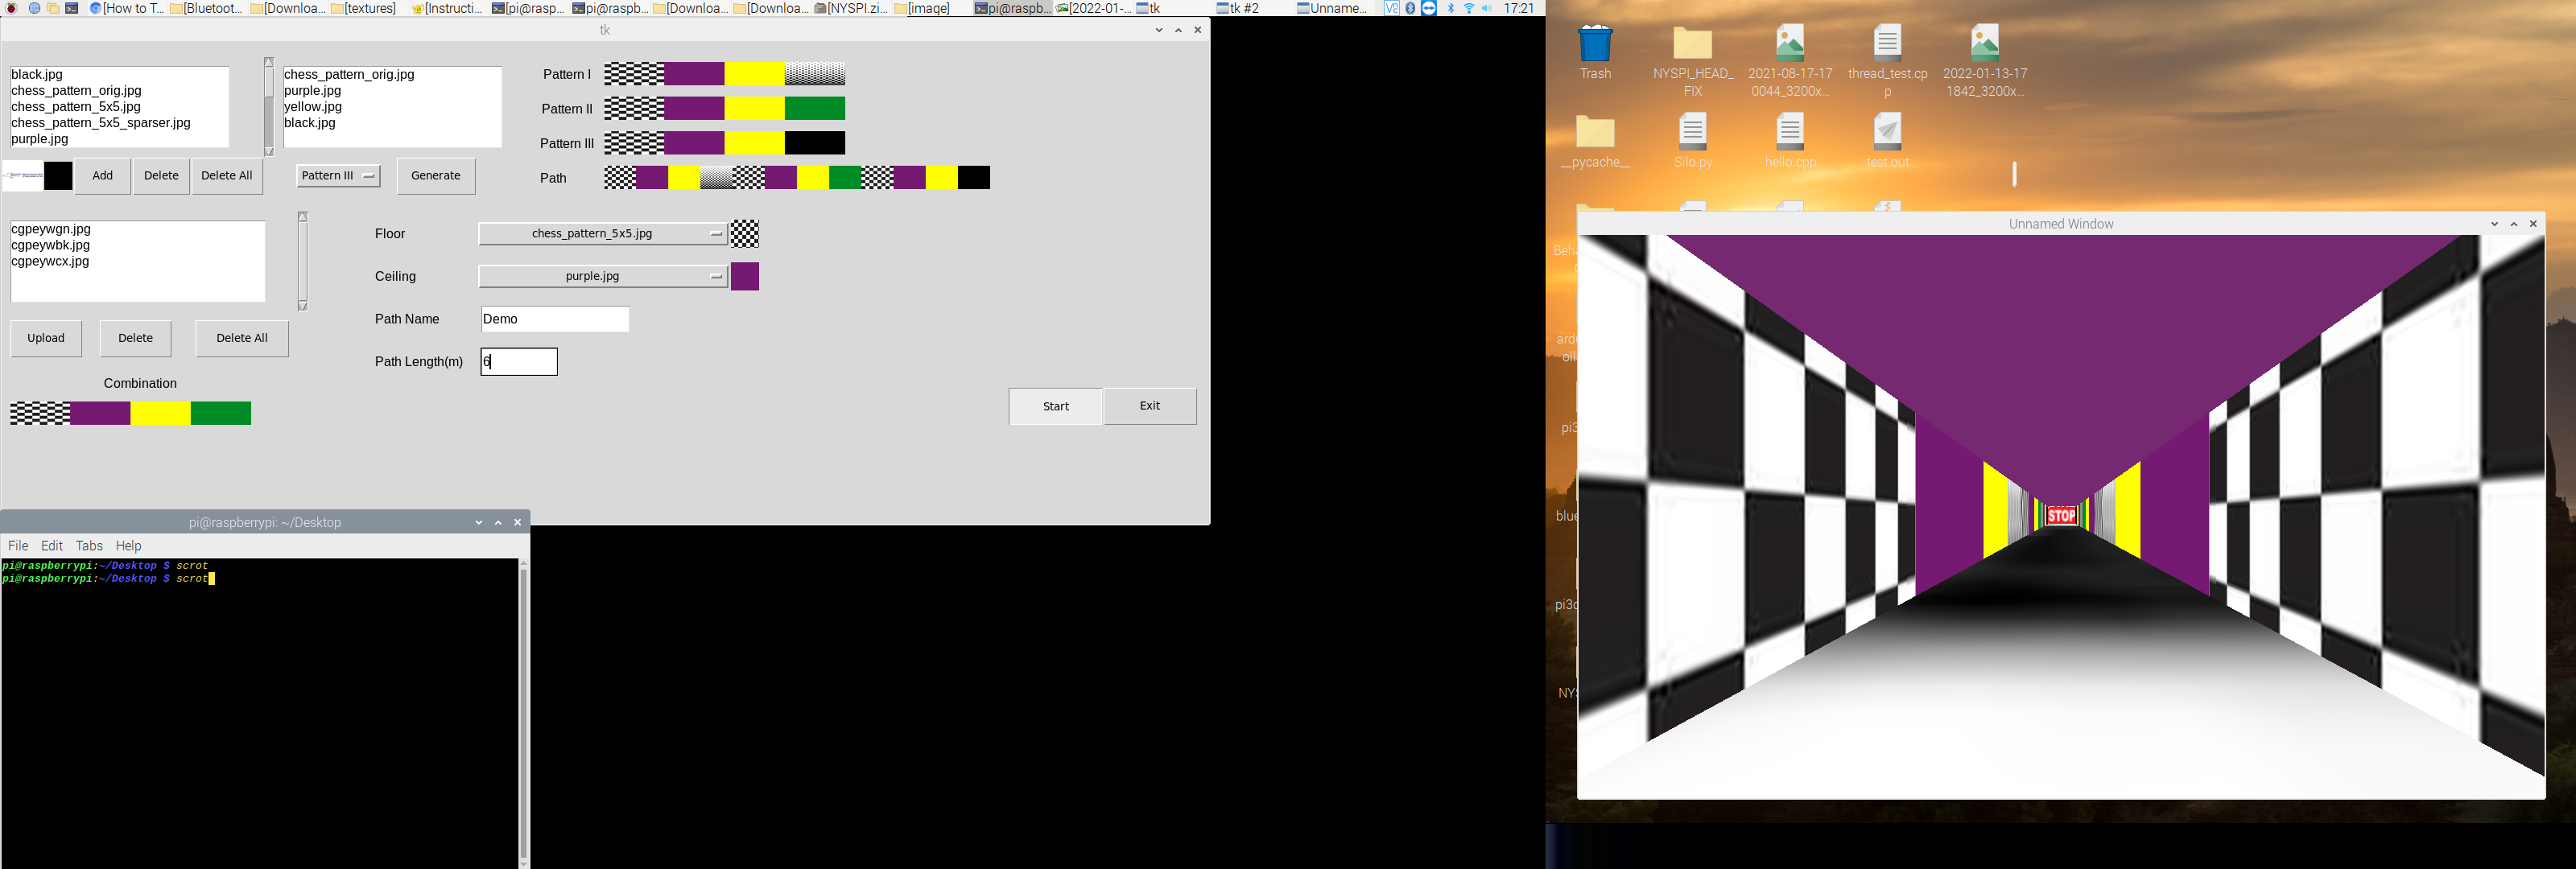 [How to T...
[Bluetoot...
[Downloa...
[textures]
[Instructi...
[pi@rasp...
pi@raspb...
[Downloa...
[Downloa...
[NYSPI.zi...
[image]
pi@raspb...
[2022-01-...
tk
tk #2
Unname...
17:21
tk
black.jpg
chess_pattern_orig.jpg
chess_pattern_5x5.jpg
chess_pattern_5x5_sparser.jpg
purple.jpg
chess_pattern_orig.jpg
purple.jpg
yellow.jpg
black.jpg
Pattern I
Pattern II
Pattern III
Path
Add
Delete
Delete All
Pattern III
Generate
cgpeywgn.jpg
cgpeywbk.jpg
cgpeywcx.jpg
Floor
chess_pattern_5x5.jpg
Ceiling
purple.jpg
Path Name
Demo
Path Length(m)
6
Upload
Delete
Delete All
Combination
Start
Exit
pi@raspberrypi: ~/Desktop
File Edit Tabs Help
pi@raspberrypi:~/Desktop $ scrot
pi@raspberrypi:~/Desktop $ scrot
Trash
NYSPI_HEAD_
FIX
2021-08-17-17
0044_3200x...
thread_test.cp
p
2022-01-13-17
1842_3200x...
__pycache__
Silo.py
hello.cpp
test.out
Unnamed Window
STOP